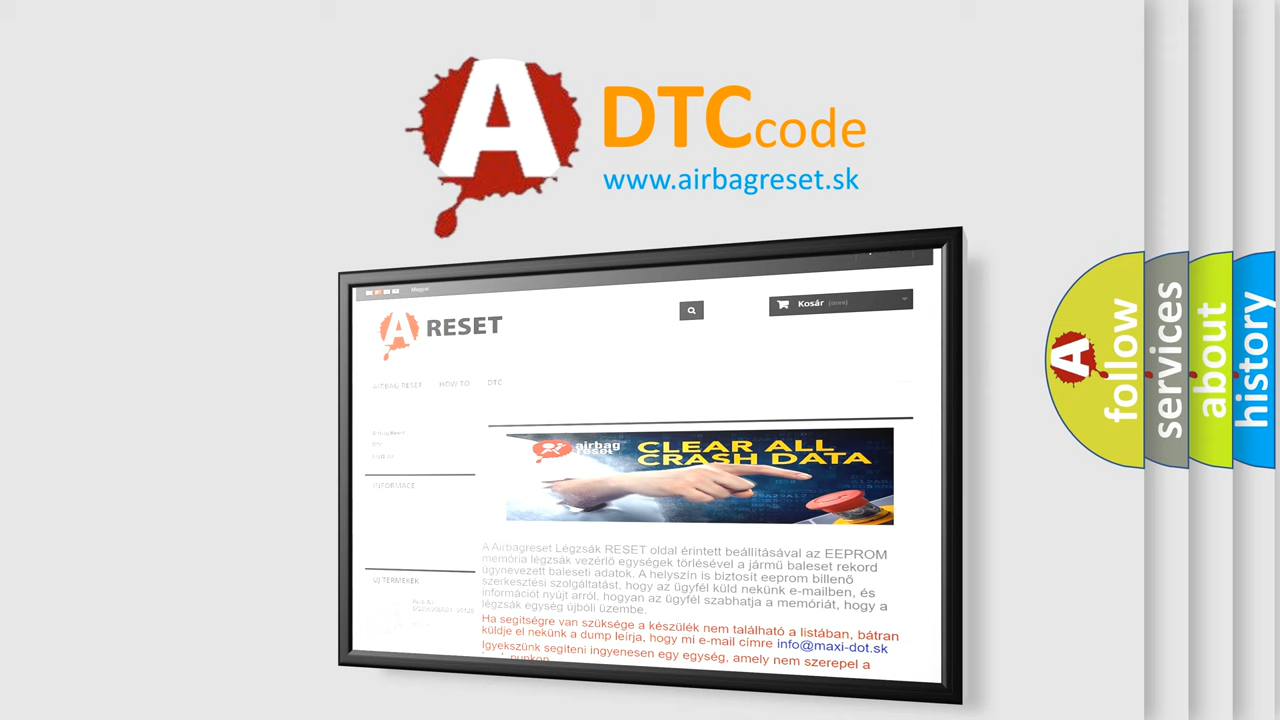 A
DTCcode
www.airbagreset.sk
Magyar
A RESET
Kosár (üres)
AIRBAG RESET HOW TO DTC
INFORMACE
ÚJ TERMÉKEK
airbag
reset
CLEAR ALL
CRASH DATA
A Airbagreset Légzsák RESET oldal érintett beállításával az EEPROM
memória légzsák vezérlő egységek törlésével a jármű baleset rekord
úgynevezett baleseti adatok. A helyszín is biztosít eeprom billenő
szerkesztési szolgáltatást, hogy az ügyfél küld nekünk e-mailben, és
információt nyújt arról, hogyan az ügyfél szabhatja a memóriát, hogy a
légzsák egység újbóli üzembe.
Ha segítségre van szüksége a készülék nem található a listában, bátran
küldje el nekünk a dump leírja, hogy mi e-mail címre info@maxi-dot.sk
Igyekszünk segíteni ingyenesen egy egység, amely nem szerepel a
A
follow
services
about
history